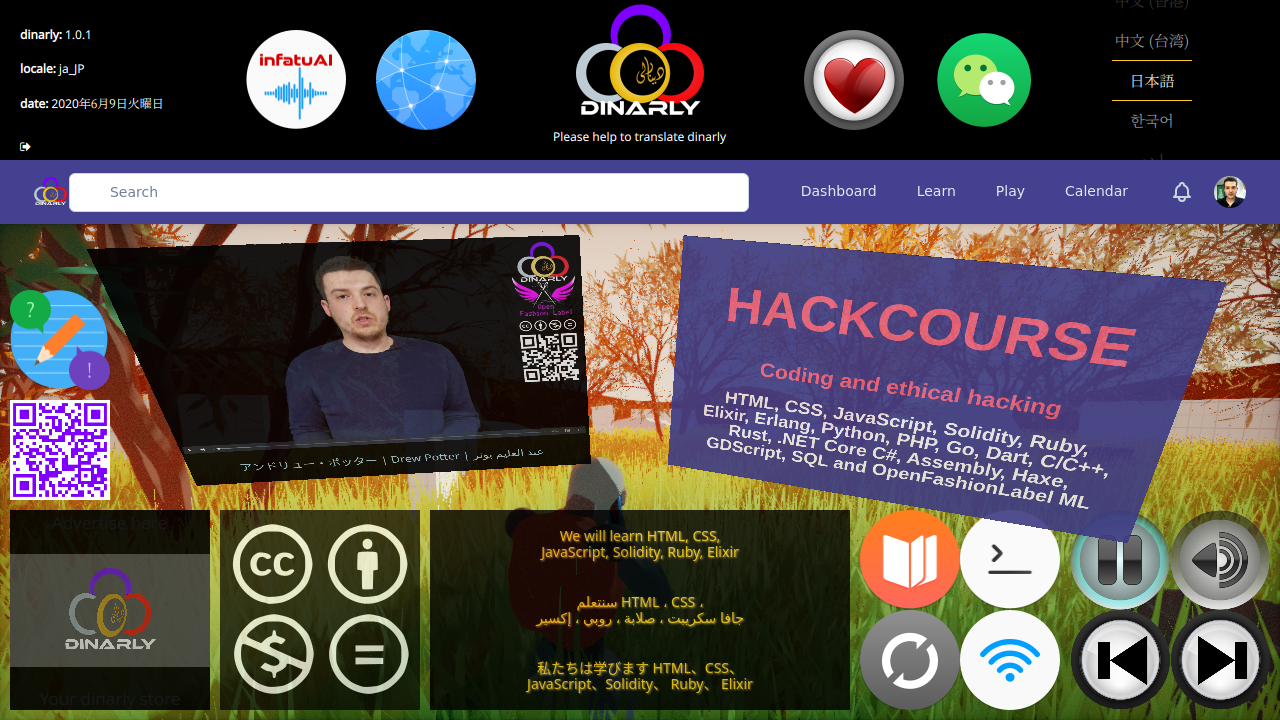 dinarly: 1.0.1
locale: ja_JP
date: 2020年6月9日火曜日
infatuAI
دينارلي
DINARLY
Please help to translate dinarly
中文 (香港)
中文 (台湾)
日本語
한국어
DINARLY
Search
Dashboard
Learn
Play
Calendar
DINARLY
Open
Fashion Label
アンドリュー・ポッター | Drew Potter | عبد العليم بوتر
HACKCOURSE
Coding and ethical hacking
HTML, CSS, JavaScript, Solidity, Ruby,
Elixir, Erlang, Python, PHP, Go, Dart, C/C++,
Rust, .NET Core C#, Assembly, Haxe,
GDScript, SQL and OpenFashionLabel ML
?
!
Advertise here
DINARLY
Your dinarly store
cc
We will learn HTML, CSS,
JavaScript, Solidity, Ruby, Elixir
سنتعلم HTML ، CSS ،
جافا سكريبت ، صلابة ، روبي ، إكسير
私たちは学びます HTML、CSS、
JavaScript、Solidity、 Ruby、 Elixir